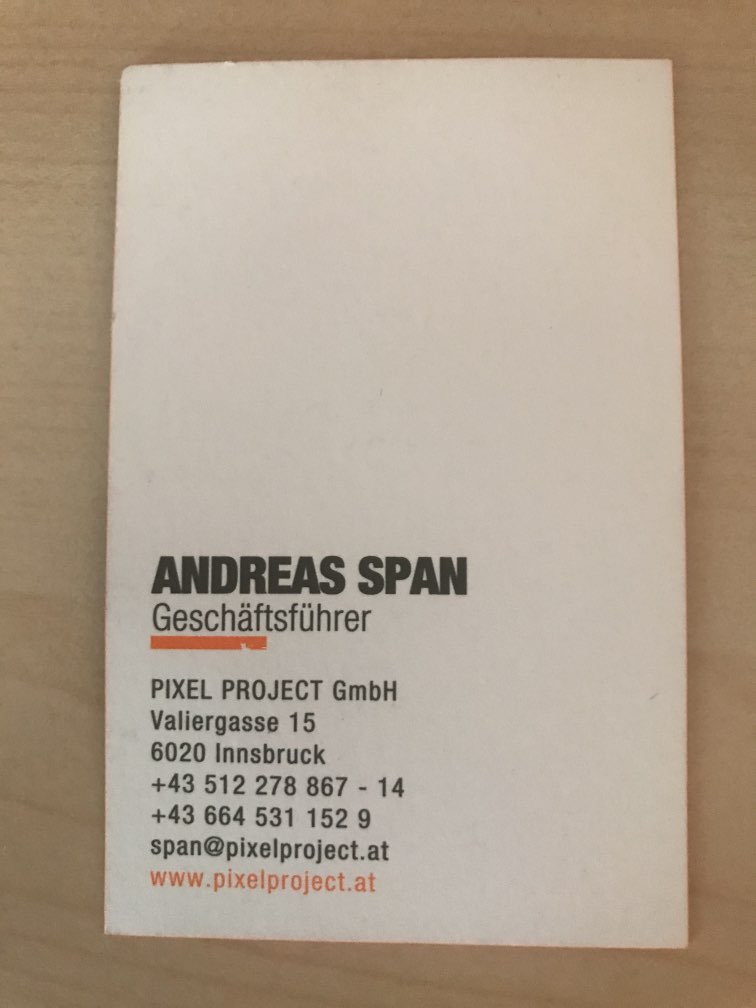 ANDREAS SPAN
Geschäftsführer
PIXEL PROJECT GmbH
Valiergasse 15
6020 Innsbruck
+43 512 278 867 - 14
+43 664 531 152 9
span@pixelproject.at
www.pixelproject.at